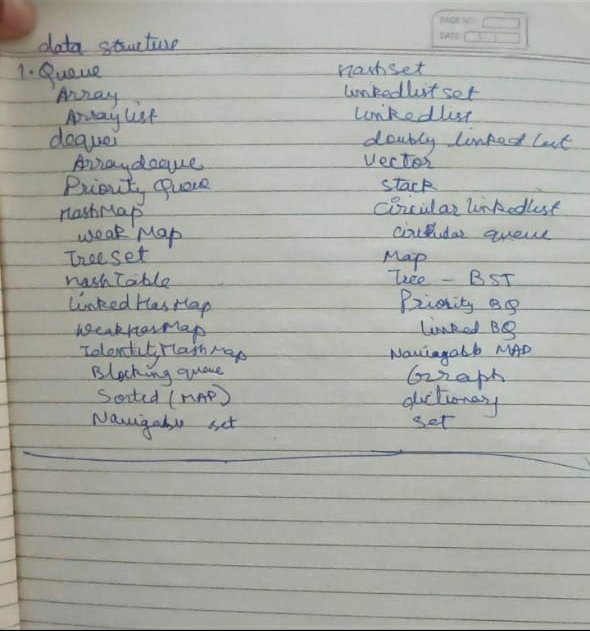 PAGE NO.
DATE
data structure
1. Queue
Array
Array list
deque
Arraydeque
Priority Queue
HashMap
weak Map
Treeset
hashTable
LinkedHasMap
WeakHasMap
IdentityHashMap
Blocking queue
Sorted (MAP)
Navigable set
Hashset
linkedlist set
linkedlist
doubly linked list
Vector
stack
Circular linkedlist
circular queue
Map
Tree - BST
Priority BQ
linked BQ
Navigable MAP
Graph
dictionary
set